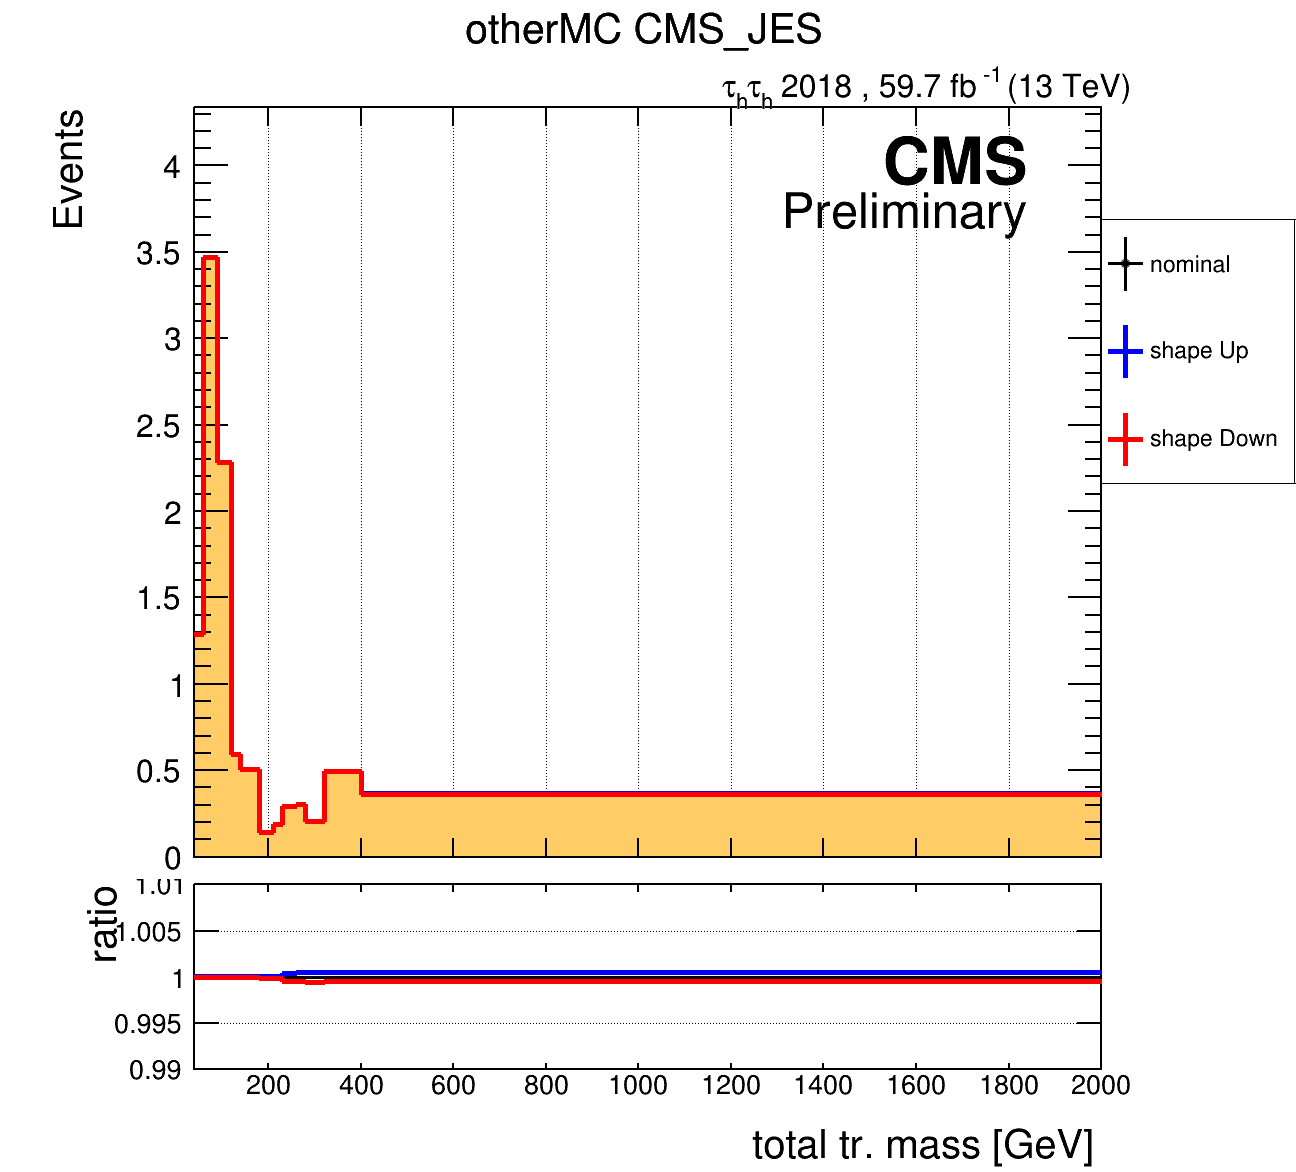 otherMC CMS_JES
τhτh 2018 , 59.7 fb -1 (13 TeV)
Events
CMS
Preliminary
4
3.5
3
2.5
2
1.5
1
0.5
0
nominal
shape Up
shape Down
ratio
1.01
1.005
1
0.995
0.99
200 400 600 800 1000 1200 1400 1600 1800 2000
total tr. mass [GeV]